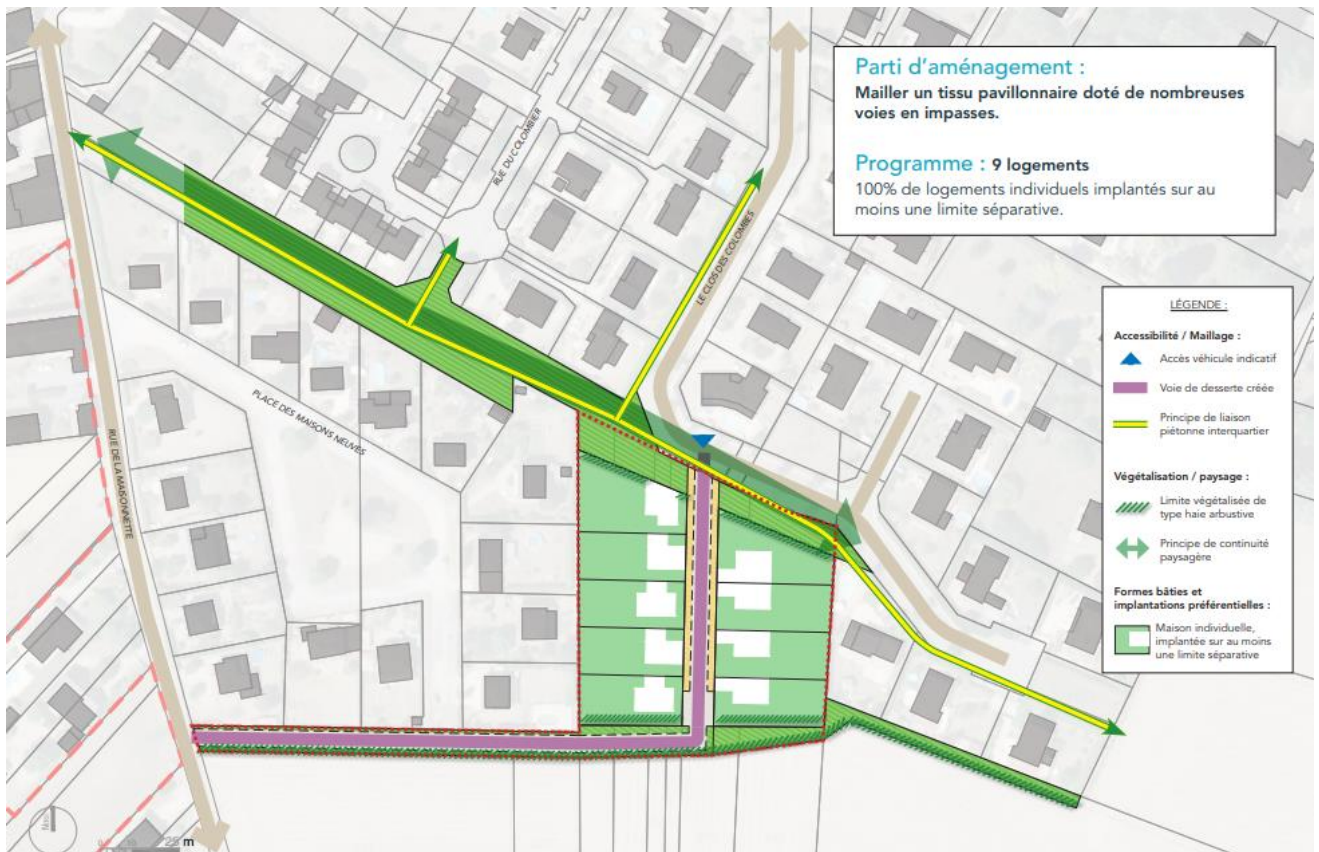 Parti d'aménagement :
Mailler un tissu pavillonnaire doté de nombreuses
voies en impasses.
Programme : 9 logements
100% de logements individuels implantés sur au
moins une limite séparative.
RUE DU COLOMBIER
LE CLOS DES COLOMBES
PLACE DES MAISONS NEUVES
RUE DE LA MAISONNETTE
LÉGENDE :
Accessibilité / Maillage :
Accès véhicule indicatif
Voie de desserte créée
Principe de liaison
piétonne interquartier
Végétalisation / paysage :
Limite végétalisée de
type haie arbustive
Principe de continuité
paysagère
Formes bâties et
implantations préférentielles :
Maison individuelle,
implantée sur au moins
une limite séparative
25 m